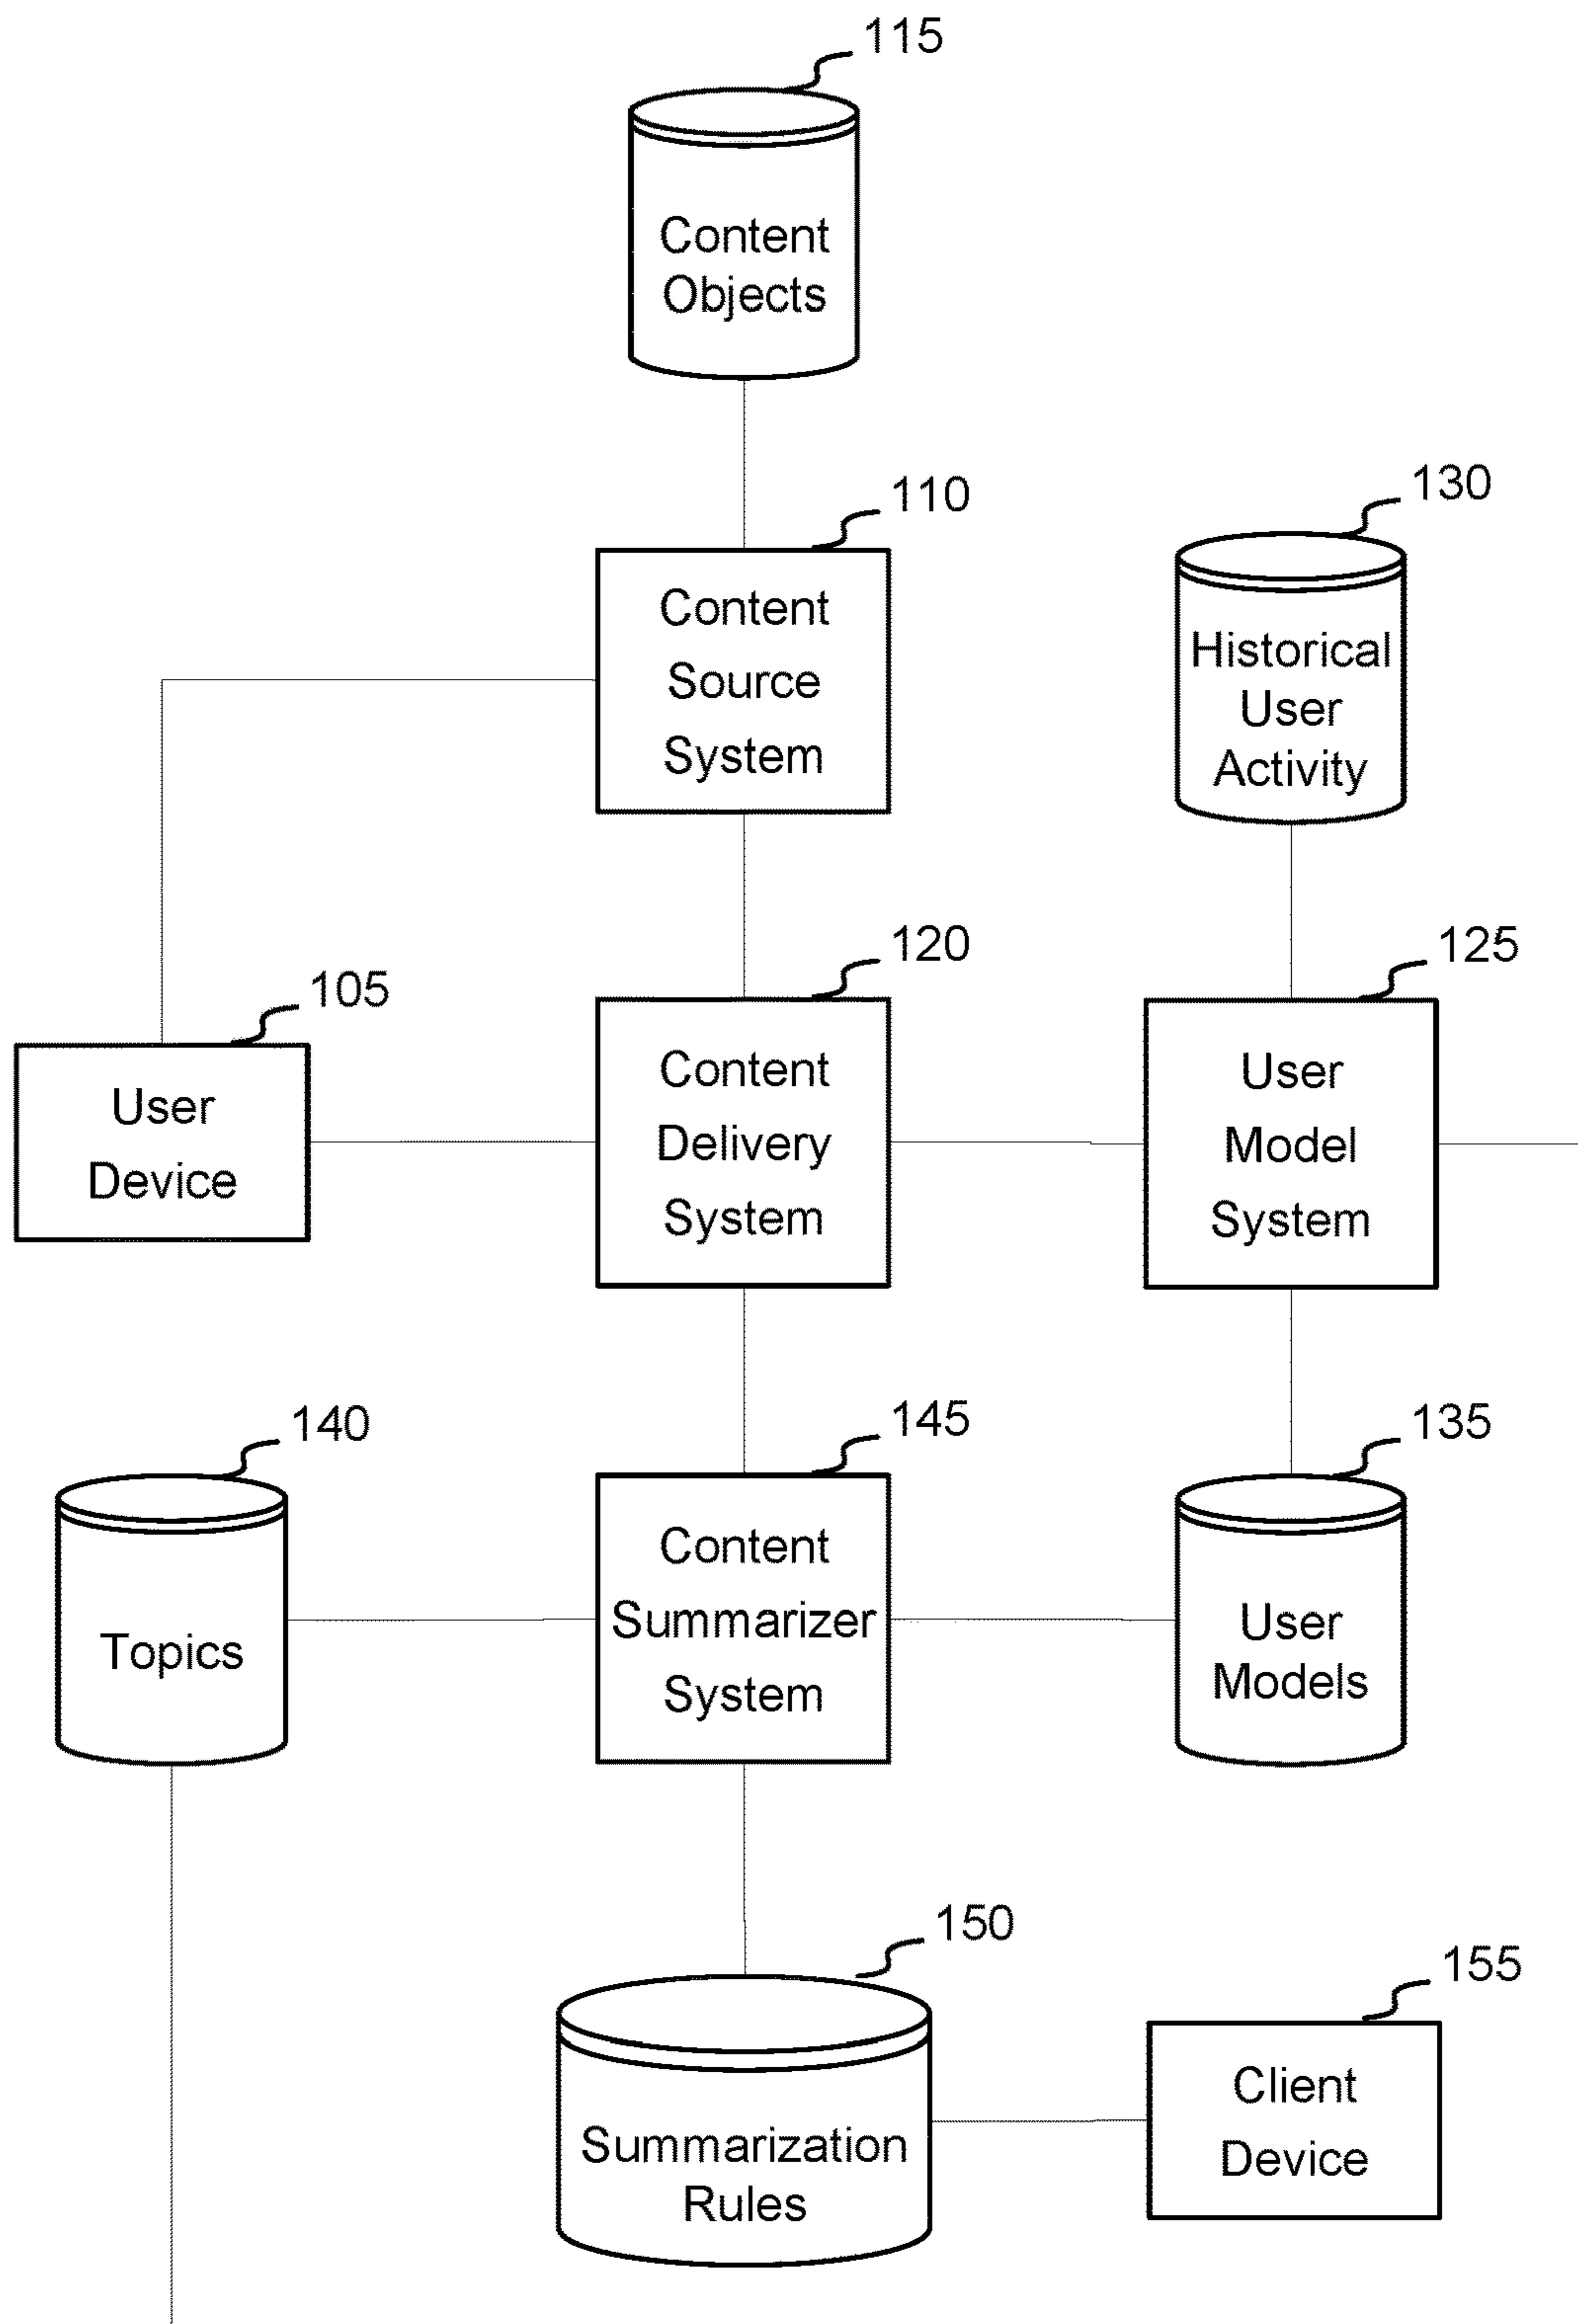 115
Content
Objects
110
Content
Source
System
130
Historical
User
Activity
105
User
Device
120
Content
Delivery
System
125
User
Model
System
140
Topics
145
Content
Summarizer
System
135
User
Models
150
Summarization
Rules
155
Client
Device